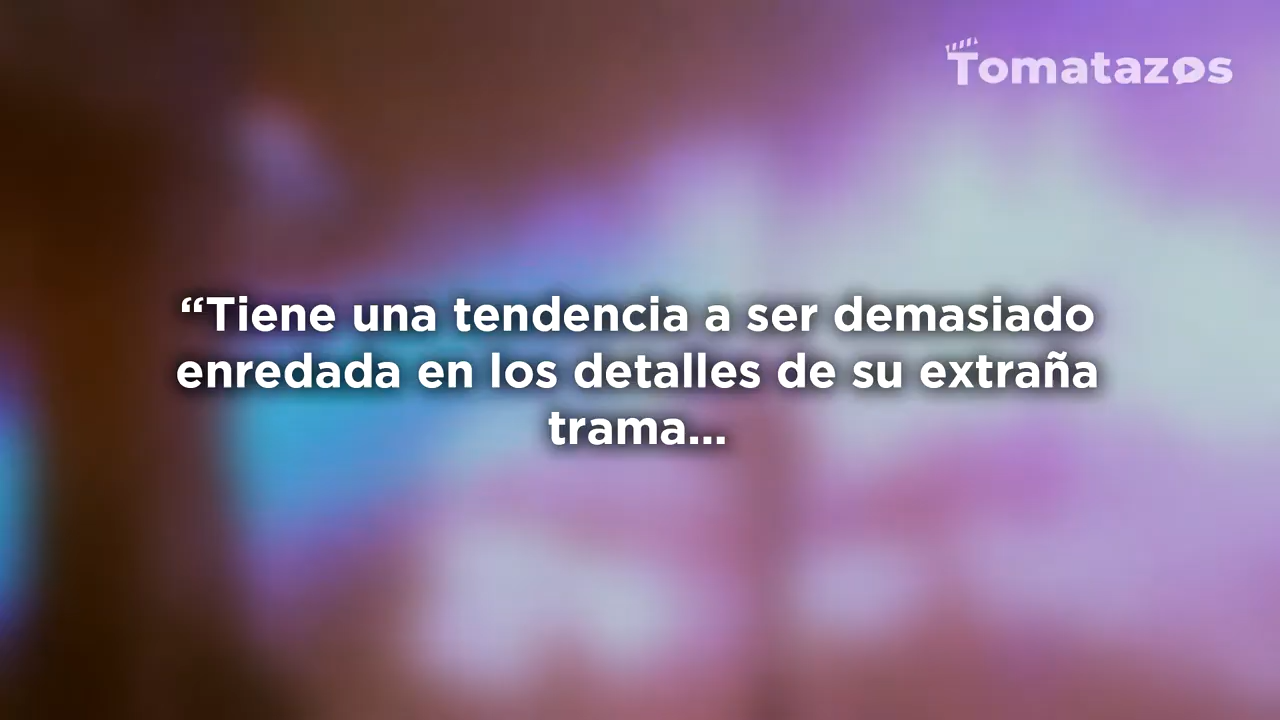 Tomatazos
“Tiene una tendencia a ser demasiado
enredada en los detalles de su extraña
trama...